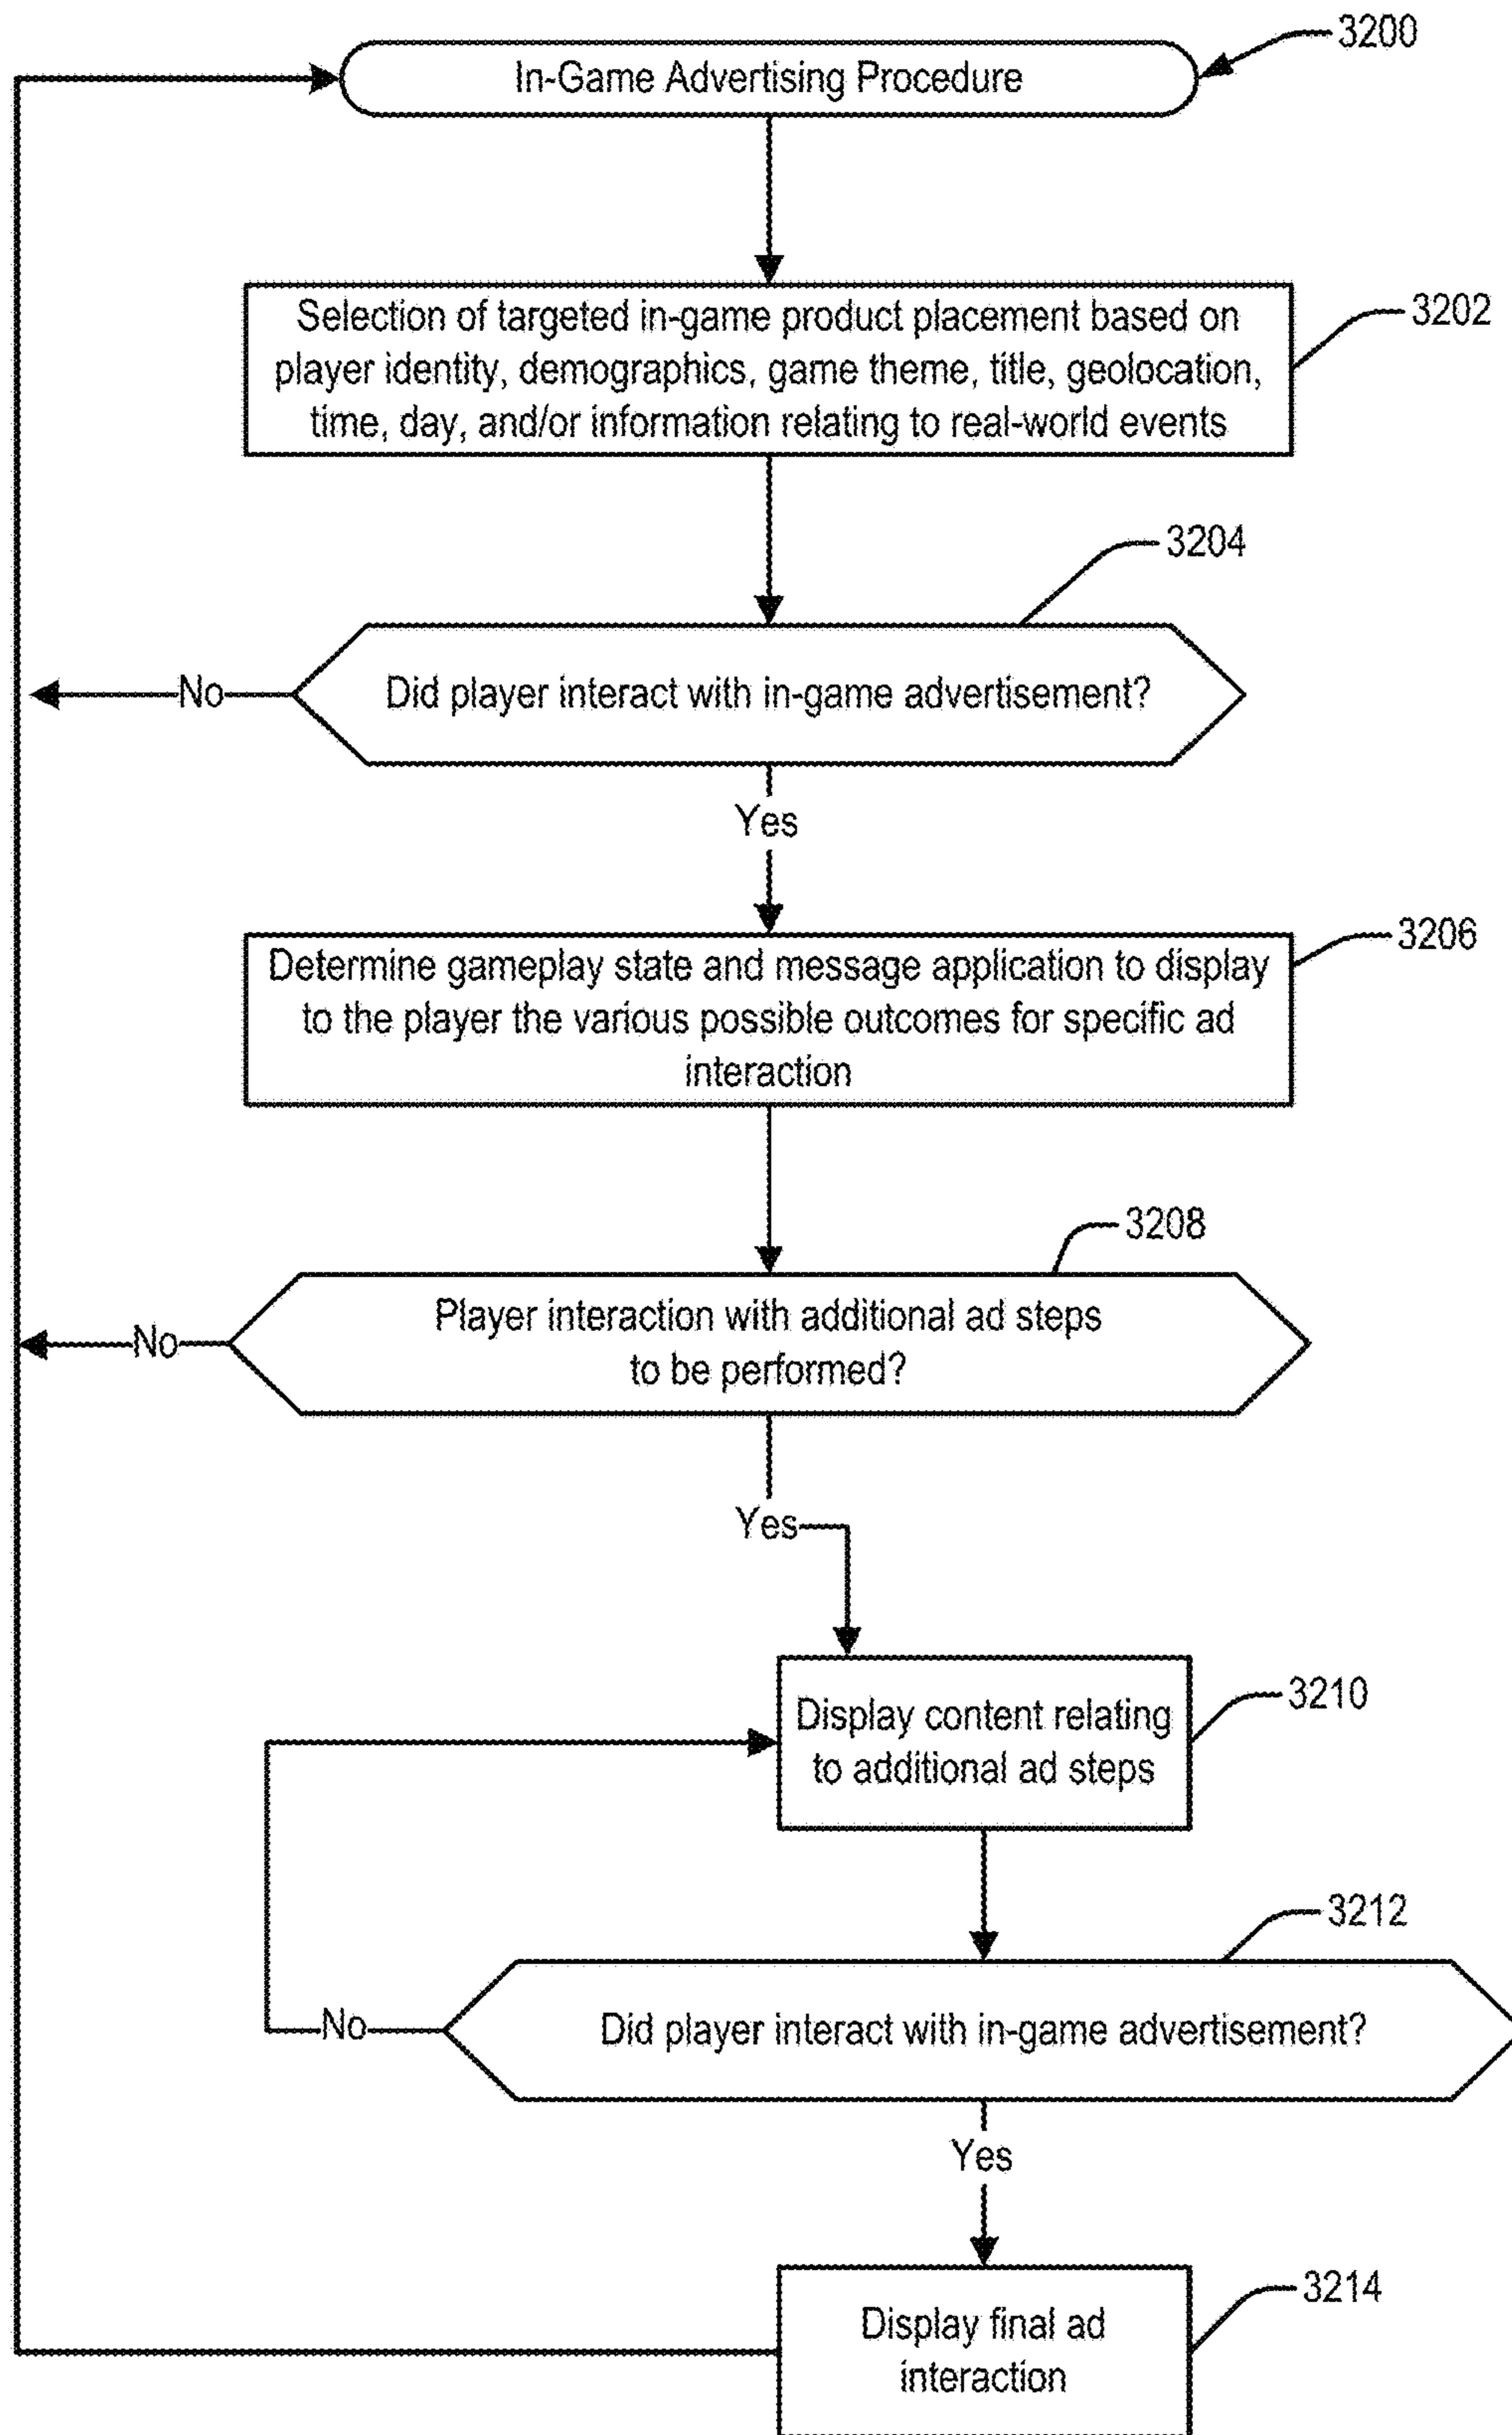 3200
In-Game Advertising Procedure
Selection of targeted in-game product placement based on
player identity, demographics, game theme, title, geolocation,
time, day, and/or information relating to real-world events
3202
3204
Did player interact with in-game advertisement?
No
Yes
3206
Determine gameplay state and message application to display
to the player the various possible outcomes for specific ad
interaction
3208
Player interaction with additional ad steps
to be performed?
No
Yes
3210
Display content relating
to additional ad steps
3212
Did player interact with in-game advertisement?
No
Yes
3214
Display final ad
interaction